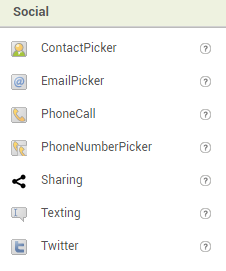 Social
ContactPicker ?
EmailPicker ?
PhoneCall ?
PhoneNumberPicker ?
Sharing ?
Texting ?
Twitter ?